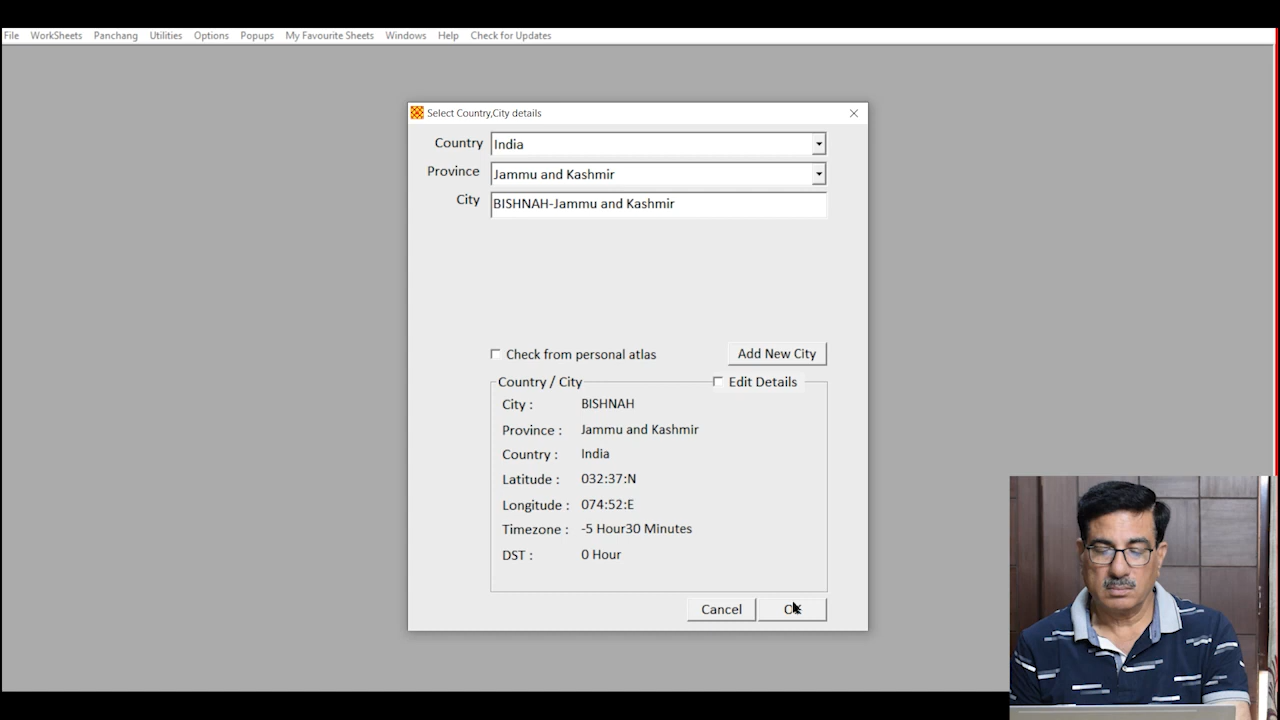 File WorkSheets Panchang Utilities Options Popups My Favourite Sheets Windows Help Check for Updates
Select Country,City details
Country India
Province Jammu and Kashmir
City BISHNAH-Jammu and Kashmir
Check from personal atlas Add New City
Country / City Edit Details
City : BISHNAH
Province : Jammu and Kashmir
Country : India
Latitude : 032:37:N
Longitude : 074:52:E
Timezone : -5 Hour30 Minutes
DST : 0 Hour
Cancel OK